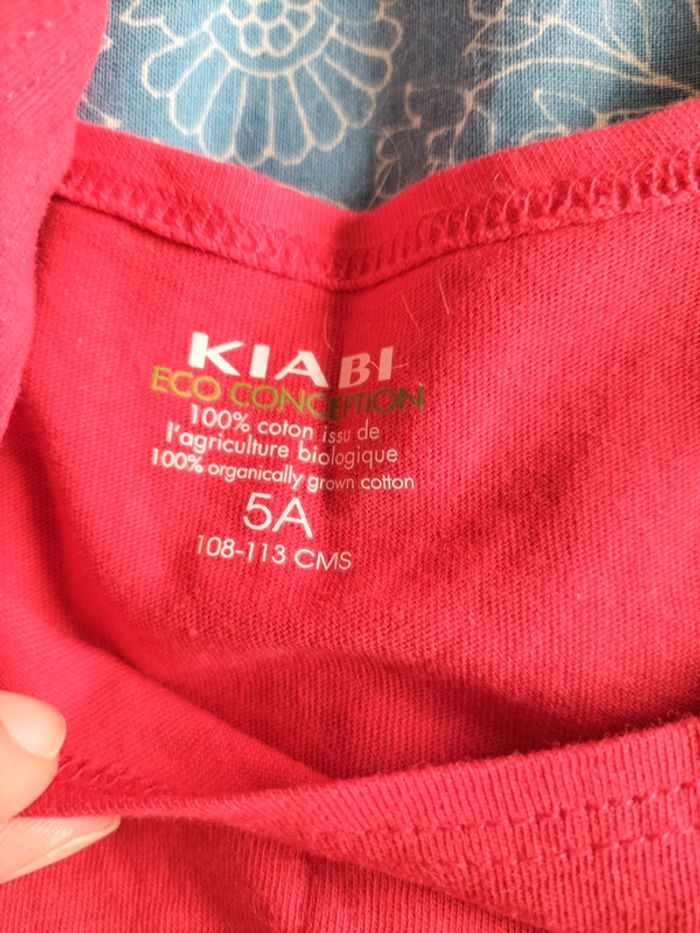 KIABI
ECO CONCEPTION
100% coton issu de
l'agriculture biologique
100% organically grown cotton
5A
108-113 CMS